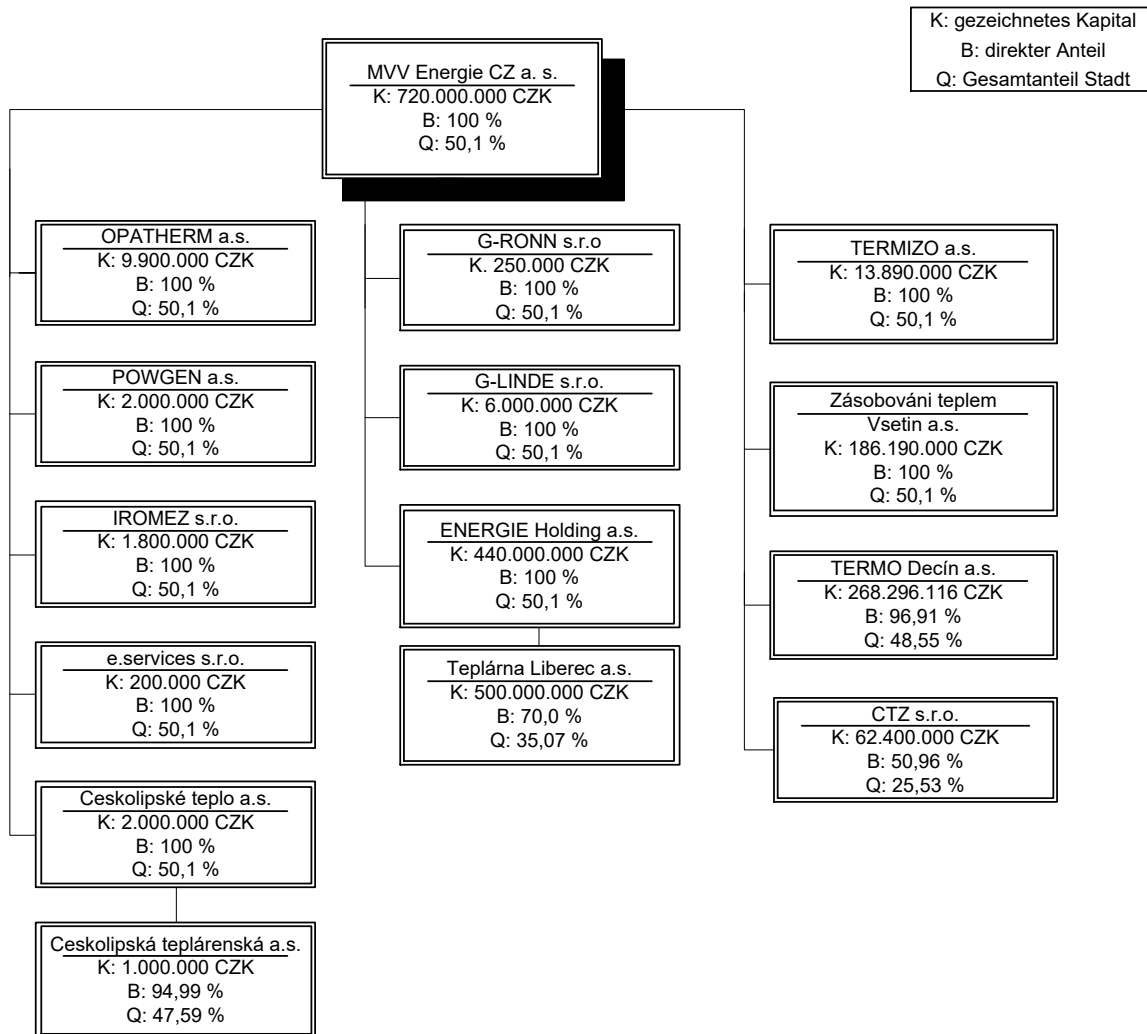 K: gezeichnetes Kapital
B: direkter Anteil
Q: Gesamtanteil Stadt
MVV Energie CZ a. s.
K: 720.000.000 CZK
B: 100 %
Q: 50,1 %
OPATHERM a.s.
K: 9.900.000 CZK
B: 100 %
Q: 50,1 %
POWGEN a.s.
K: 2.000.000 CZK
B: 100 %
Q: 50,1 %
IROMEZ s.r.o.
K: 1.800.000 CZK
B: 100 %
Q: 50,1 %
e.services s.r.o.
K: 200.000 CZK
B: 100 %
Q: 50,1 %
Ceskolipské teplo a.s.
K: 2.000.000 CZK
B: 100 %
Q: 50,1 %
Ceskolipská teplárenská a.s.
K: 1.000.000 CZK
B: 94,99 %
Q: 47,59 %
G-RONN s.r.o
K. 250.000 CZK
B: 100 %
Q: 50,1 %
G-LINDE s.r.o.
K: 6.000.000 CZK
B: 100 %
Q: 50,1 %
ENERGIE Holding a.s.
K: 440.000.000 CZK
B: 100 %
Q: 50,1 %
Teplárna Liberec a.s.
K: 500.000.000 CZK
B: 70,0 %
Q: 35,07 %
TERMIZO a.s.
K: 13.890.000 CZK
B: 100 %
Q: 50,1 %
Zásobováni teplem
Vsetin a.s.
K: 186.190.000 CZK
B: 100 %
Q: 50,1 %
TERMO Decín a.s.
K: 268.296.116 CZK
B: 96,91 %
Q: 48,55 %
CTZ s.r.o.
K: 62.400.000 CZK
B: 50,96 %
Q: 25,53 %